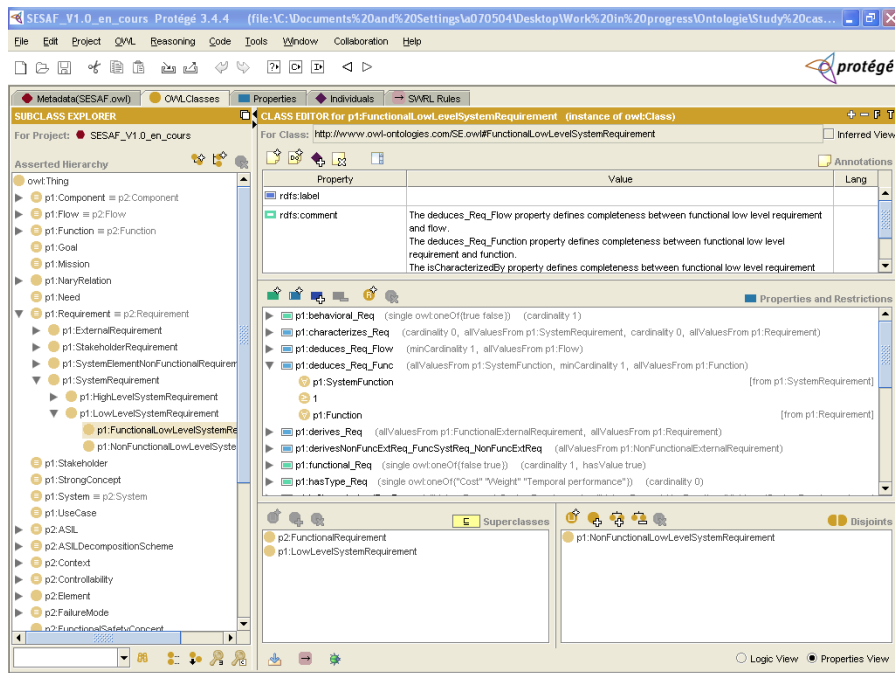 SESAF_V1.0_en_cours Protégé 3.4.4 (file:\C:\Documents%20and%20Settings\a070504\Desktop\Work%20in%20progress\Ontologie\Study%20cas...
File Edit Project OWL Reasoning Code Tools Window Collaboration Help
protégé
Metadata(SESAF.owl) OWLClasses Properties Individuals SWRL Rules
SUBCLASS EXPLORER
For Project: SESAF_V1.0_en_cours
Asserted Hierarchy
owl:Thing
p1:Component ≡ p2:Component
p1:Flow ≡ p2:Flow
p1:Function ≡ p2:Function
p1:Goal
p1:Mission
p1:NaryRelation
p1:Need
p1:Requirement ≡ p2:Requirement
p1:ExternalRequirement
p1:StakeholderRequirement
p1:SystemElementNonFunctionalRequirem
p1:SystemRequirement
p1:HighLevelSystemRequirement
p1:LowLevelSystemRequirement
p1:FunctionalLowLevelSystemRe
p1:NonFunctionalLowLevelSyste
p1:Stakeholder
p1:StrongConcept
p1:System ≡ p2:System
p1:UseCase
p2:ASIL
p2:ASILDecompositionScheme
p2:Context
p2:Controllability
p2:Element
p2:FailureMode
p2:FunctionalSafetyConcept
CLASS EDITOR for p1:FunctionalLowLevelSystemRequirement (instance of owl:Class)
For Class: http://www.owl-ontologies.com/SE.owl#FunctionalLowLevelSystemRequirement Inferred View
Annotations
Property Value Lang
rdfs:label
rdfs:comment The deduces_Req_Flow property defines completeness between functional low level requirement
and flow.
The deduces_Req_Function property defines completeness between functional low level
requirement and function.
The isCharacterizedBy property defines completeness between functional low level requirement
Properties and Restrictions
p1:behavioral_Req (single owl:oneOf{true false}) (cardinality 1)
p1:characterizes_Req (cardinality 0, allValuesFrom p1:SystemRequirement, cardinality 0, allValuesFrom p1:Requirement)
p1:deduces_Req_Flow (minCardinality 1, allValuesFrom p1:Flow)
p1:deduces_Req_Func (allValuesFrom p1:SystemFunction, minCardinality 1, allValuesFrom p1:Function)
p1:SystemFunction [from p1:SystemRequirement]
1
p1:Function [from p1:Requirement]
p1:derives_Req (allValuesFrom p1:FunctionalExternalRequirement, allValuesFrom p1:Requirement)
p1:derivesNonFuncExtReq_FuncSystReq_NonFuncExtReq (allValuesFrom p1:NonFunctionalExternalRequirement)
p1:functional_Req (single owl:oneOf{false true}) (cardinality 1, hasValue true)
p1:hasType_Req (single owl:oneOf{"Cost" "Weight" "Temporal performance"}) (cardinality 0)
Superclasses
p2:FunctionalRequirement
p1:LowLevelSystemRequirement
Disjoints
p1:NonFunctionalLowLevelSystemRequirement
Logic View Properties View